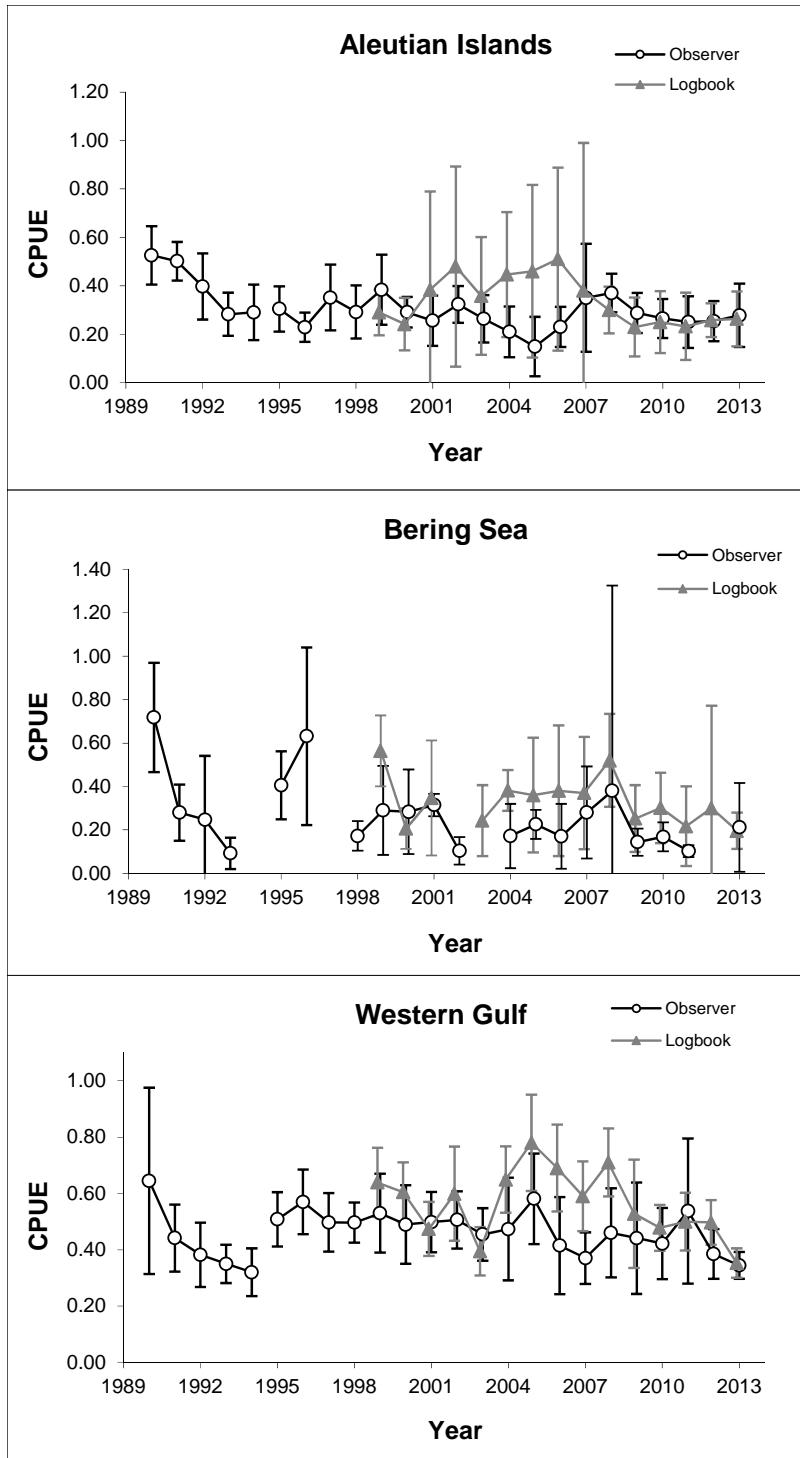 Aleutian Islands
Observer
Logbook
1.20
1.00
0.80
0.60
0.40
0.20
0.00
CPUE
1989 1992 1995 1998 2001 2004 2007 2010 2013
Year
Bering Sea
Observer
Logbook
1.40
1.20
1.00
0.80
0.60
0.40
0.20
0.00
CPUE
1989 1992 1995 1998 2001 2004 2007 2010 2013
Year
Western Gulf
Observer
Logbook
1.00
0.80
0.60
0.40
0.20
0.00
CPUE
1989 1992 1995 1998 2001 2004 2007 2010 2013
Year